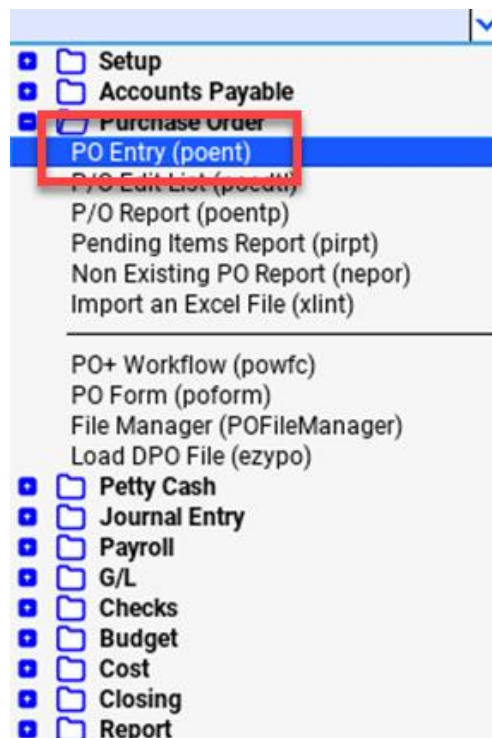 Setup
Accounts Payable
Purchase Order
PO Entry (poent)
P/O Edit List (poedtl)
P/O Report (poentp)
Pending Items Report (pirpt)
Non Existing PO Report (nepor)
Import an Excel File (xlint)
PO+ Workflow (powfc)
PO Form (poform)
File Manager (POFileManager)
Load DPO File (ezypo)
Petty Cash
Journal Entry
Payroll
G/L
Checks
Budget
Cost
Closing
Report